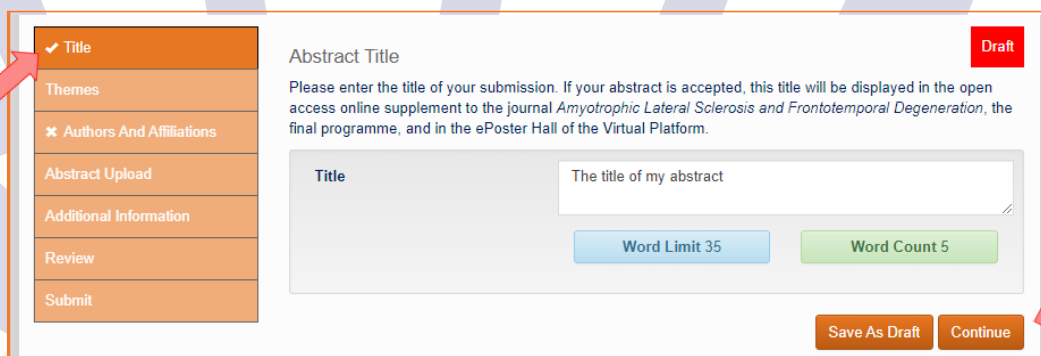 ✔ Title
Themes
✖ Authors And Affiliations
Abstract Upload
Additional Information
Review
Submit
Abstract Title
Draft
Please enter the title of your submission. If your abstract is accepted, this title will be displayed in the open
access online supplement to the journal Amyotrophic Lateral Sclerosis and Frontotemporal Degeneration, the
final programme, and in the ePoster Hall of the Virtual Platform.
Title
The title of my abstract
Word Limit 35
Word Count 5
Save As Draft
Continue